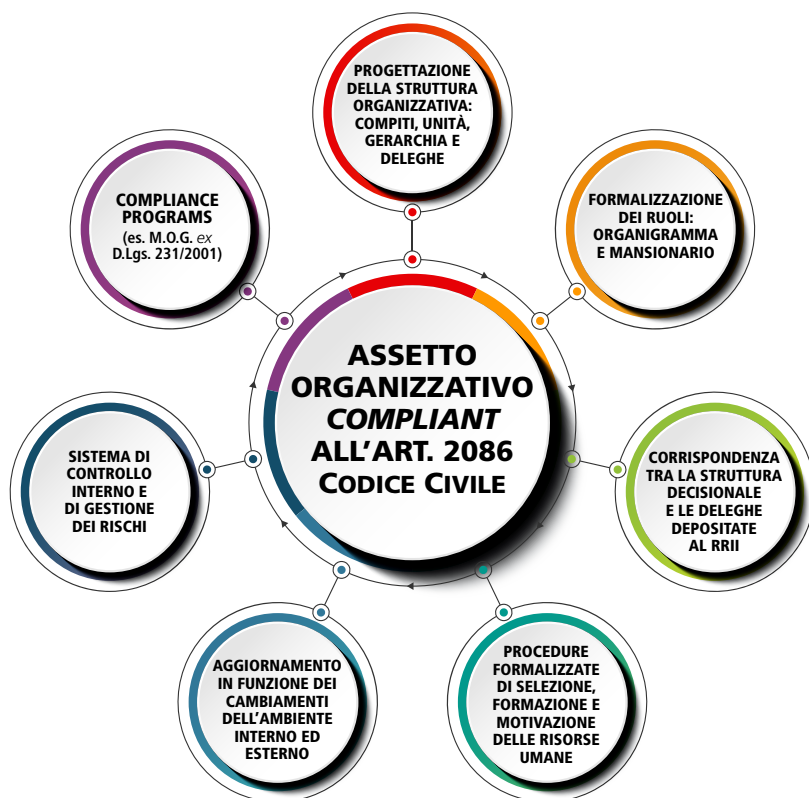 PROGETTAZIONE
DELLA STRUTTURA
ORGANIZZATIVA:
COMPITI, UNITÀ,
GERARCHIA E
DELEGHE
FORMALIZZAZIONE
DEI RUOLI:
ORGANIGRAMMA
E MANSIONARIO
CORRISPONDENZA
TRA LA STRUTTURA
DECISIONALE
E LE DELEGHE
DEPOSITATE
AL RRII
PROCEDURE
FORMALIZZATE
DI SELEZIONE,
FORMAZIONE E
MOTIVAZIONE
DELLE RISORSE
UMANE
AGGIORNAMENTO
IN FUNZIONE DEI
CAMBIAMENTI
DELL'AMBIENTE
INTERNO ED
ESTERNO
SISTEMA DI
CONTROLLO
INTERNO E
DI GESTIONE
DEI RISCHI
COMPLIANCE
PROGRAMS
(es. M.O.G. ex
D.Lgs. 231/2001)
ASSETTO
ORGANIZZATIVO
COMPLIANT
ALL'ART. 2086
CODICE CIVILE